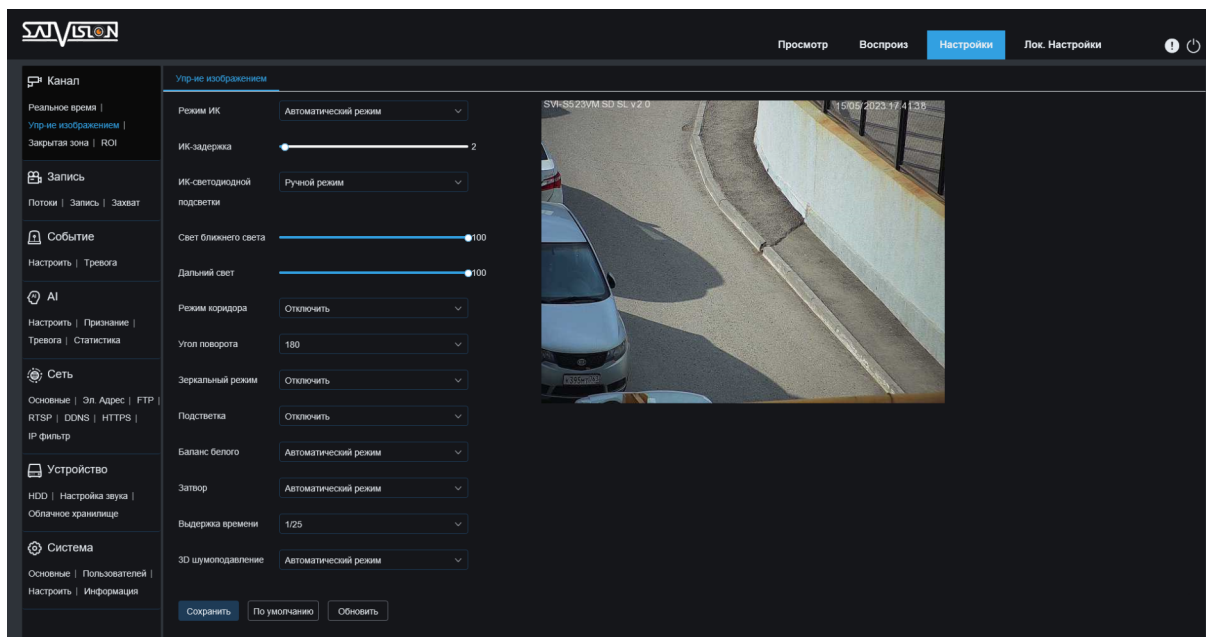 SATVISION
Просмотр
Воспроиз
Настройки
Лок. Настройки
Канал
Реальное время |
Упр-ие изображением |
Закрытая зона | ROI
Запись
Потоки | Запись | Захват
Событие
Настроить | Тревога
AI
Настроить | Признание |
Тревога | Статистика
Сеть
Основные | Эл. Адрес | FTP |
RTSP | DDNS | HTTPS |
IP фильтр
Устройство
HDD | Настройка звука |
Облачное хранилище
Система
Основные | Пользователей |
Настроить | Информация
Упр-ие изображением
Режим ИК
Автоматический режим
ИК-задержка
2
ИК-светодиодной
подсветки
Ручной режим
Свет ближнего света
100
Дальний свет
100
Режим коридора
Отключить
Угол поворота
180
Зеркальный режим
Отключить
Подстветка
Отключить
Баланс белого
Автоматический режим
Затвор
Автоматический режим
Выдержка времени
1/25
3D шумоподавление
Автоматический режим
Сохранить
По умолчанию
Обновить
SVI-S523VM SD SL v.2.0
15/05/2023 17:41:38